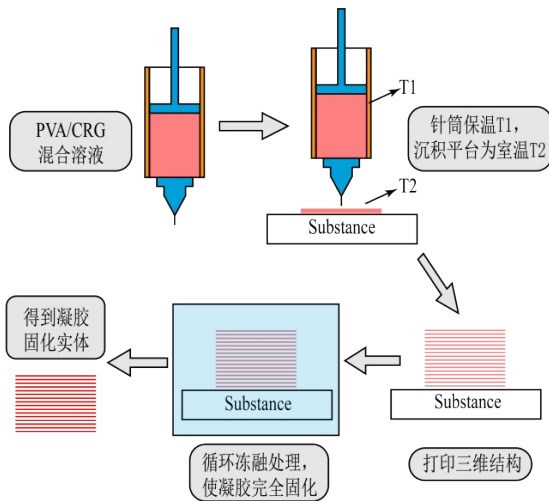 PVA/CRG
混合溶液
T1
针筒保温T1，
沉积平台为室温T2
T2
Substance
得到凝胶
固化实体
Substance
Substance
循环冻融处理，
使凝胶完全固化
打印三维结构